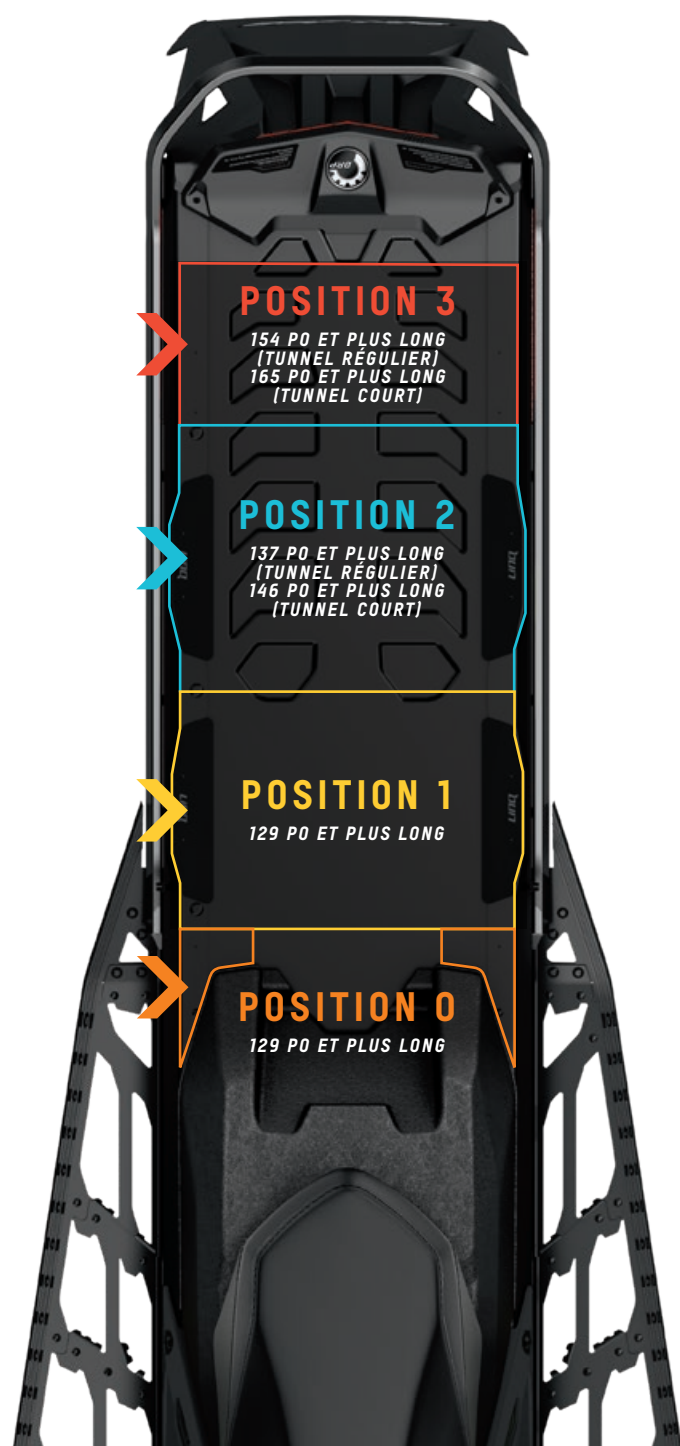 BRP
POSITION 3
154 PO ET PLUS LONG
(TUNNEL RÉGULIER)
165 PO ET PLUS LONG
(TUNNEL COURT)
POSITION 2
137 PO ET PLUS LONG
(TUNNEL RÉGULIER)
146 PO ET PLUS LONG
(TUNNEL COURT)
POSITION 1
129 PO ET PLUS LONG
POSITION 0
129 PO ET PLUS LONG